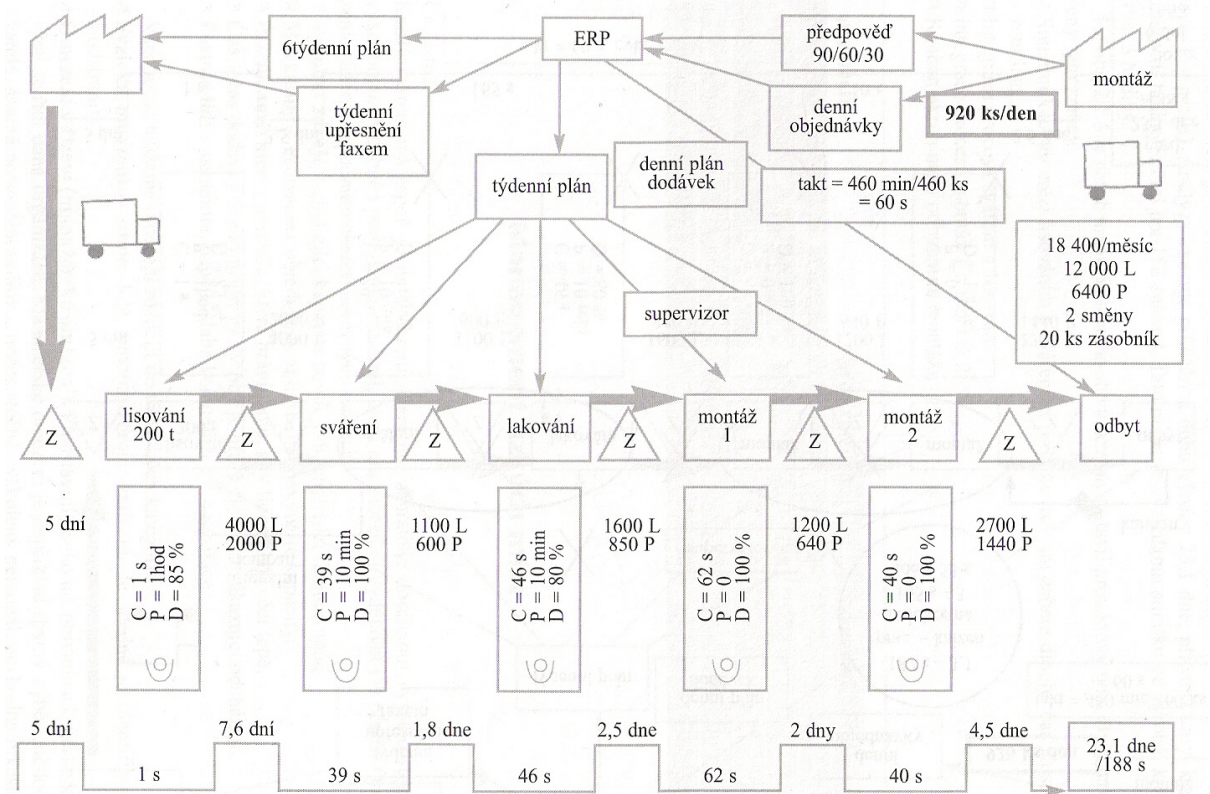 6týdenní plán
ERP
předpověď
90/60/30
montáž
týdenní
upřesnění
faxem
denní
objednávky
920 ks/den
týdenní plán
denní plán
dodávek
takt = 460 min/460 ks
= 60 s
18 400/měsíc
12 000 L
6400 P
2 směny
20 ks zásobník
supervizor
Z
lisování
200 t
Z
sváření
Z
lakování
Z
montáž
1
Z
montáž
2
Z
odbyt
5 dní
C = 1 s
P = 1hod
D = 85 %
4000 L
2000 P
C = 39 s
P = 10 min
D = 100 %
1100 L
600 P
C = 46 s
P = 10 min
D = 80 %
1600 L
850 P
C = 62 s
P = 0
D = 100 %
1200 L
640 P
C = 40 s
P = 0
D = 100 %
2700 L
1440 P
5 dní
7,6 dní
1,8 dne
2,5 dne
2 dny
4,5 dne
23,1 dne
/188 s
1 s
39 s
46 s
62 s
40 s